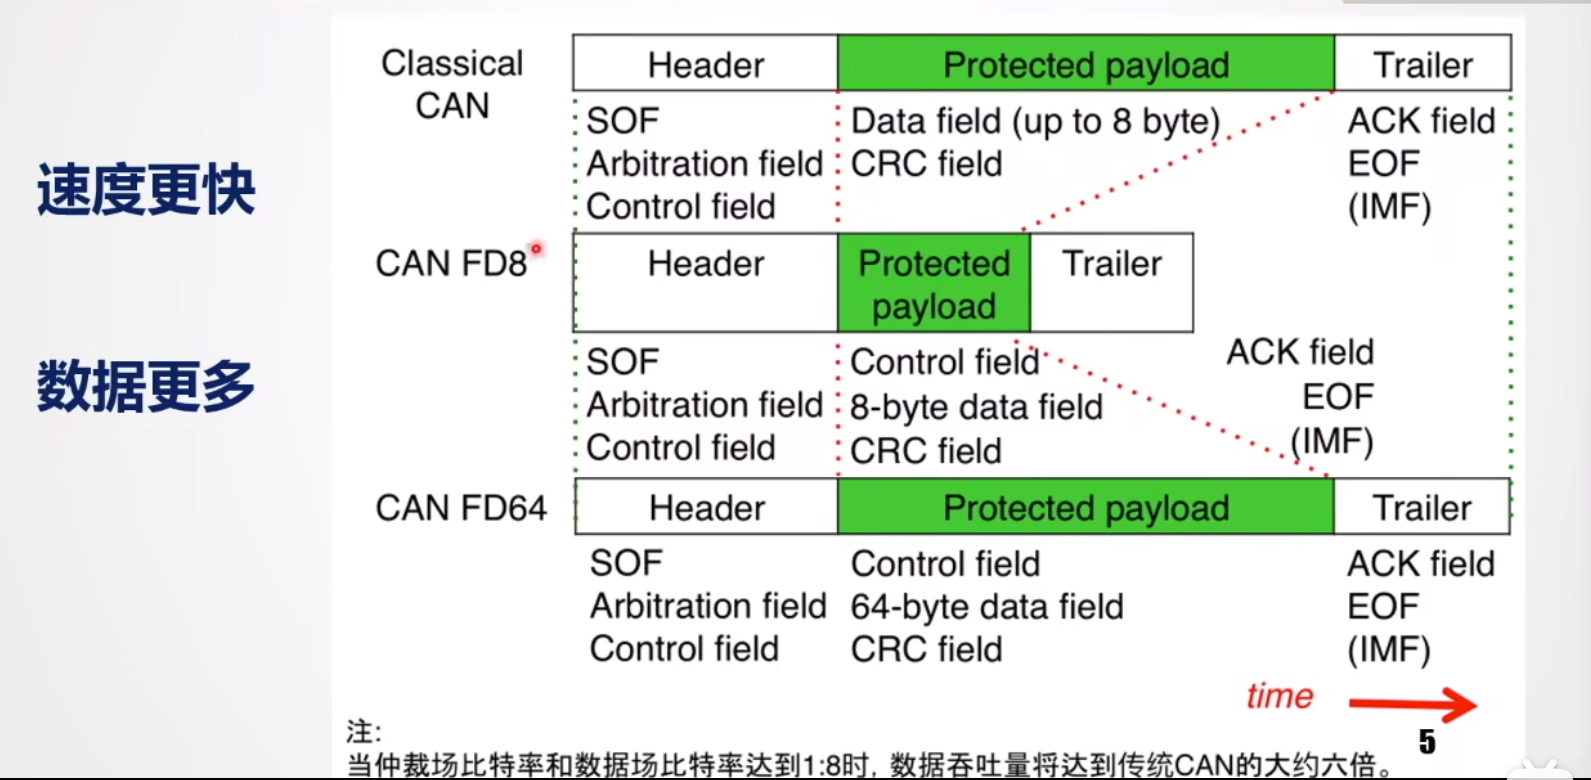 Classical
CAN
Header
Protected payload
Trailer
SOF
Arbitration field
Control field
Data field (up to 8 byte)
CRC field
ACK field
EOF
(IMF)
速度更快
CAN FD8
Header
Protected
payload
Trailer
数据更多
SOF
Arbitration field
Control field
Control field
8-byte data field
CRC field
ACK field
EOF
(IMF)
CAN FD64
Header
Protected payload
Trailer
SOF
Arbitration field
Control field
Control field
64-byte data field
CRC field
ACK field
EOF
(IMF)
time
5
注:
当仲裁场比特率和数据场比特率达到1:8时, 数据吞吐量将达到传统CAN的大约六倍。